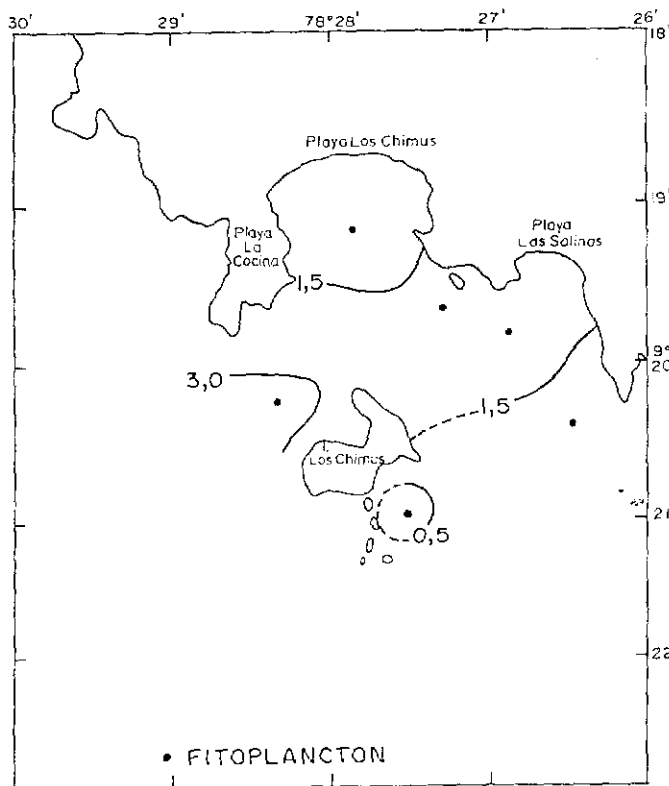 30'
29'
78°28'
27'
26'
18'
Playa Los Chimus
19'
Playa
La
Cocina
Playa
Las Salinas
1,5
9°
20'
3,0
1,5
I.
Los Chimus
21'
0,5
22'
• FITOPLANCTON